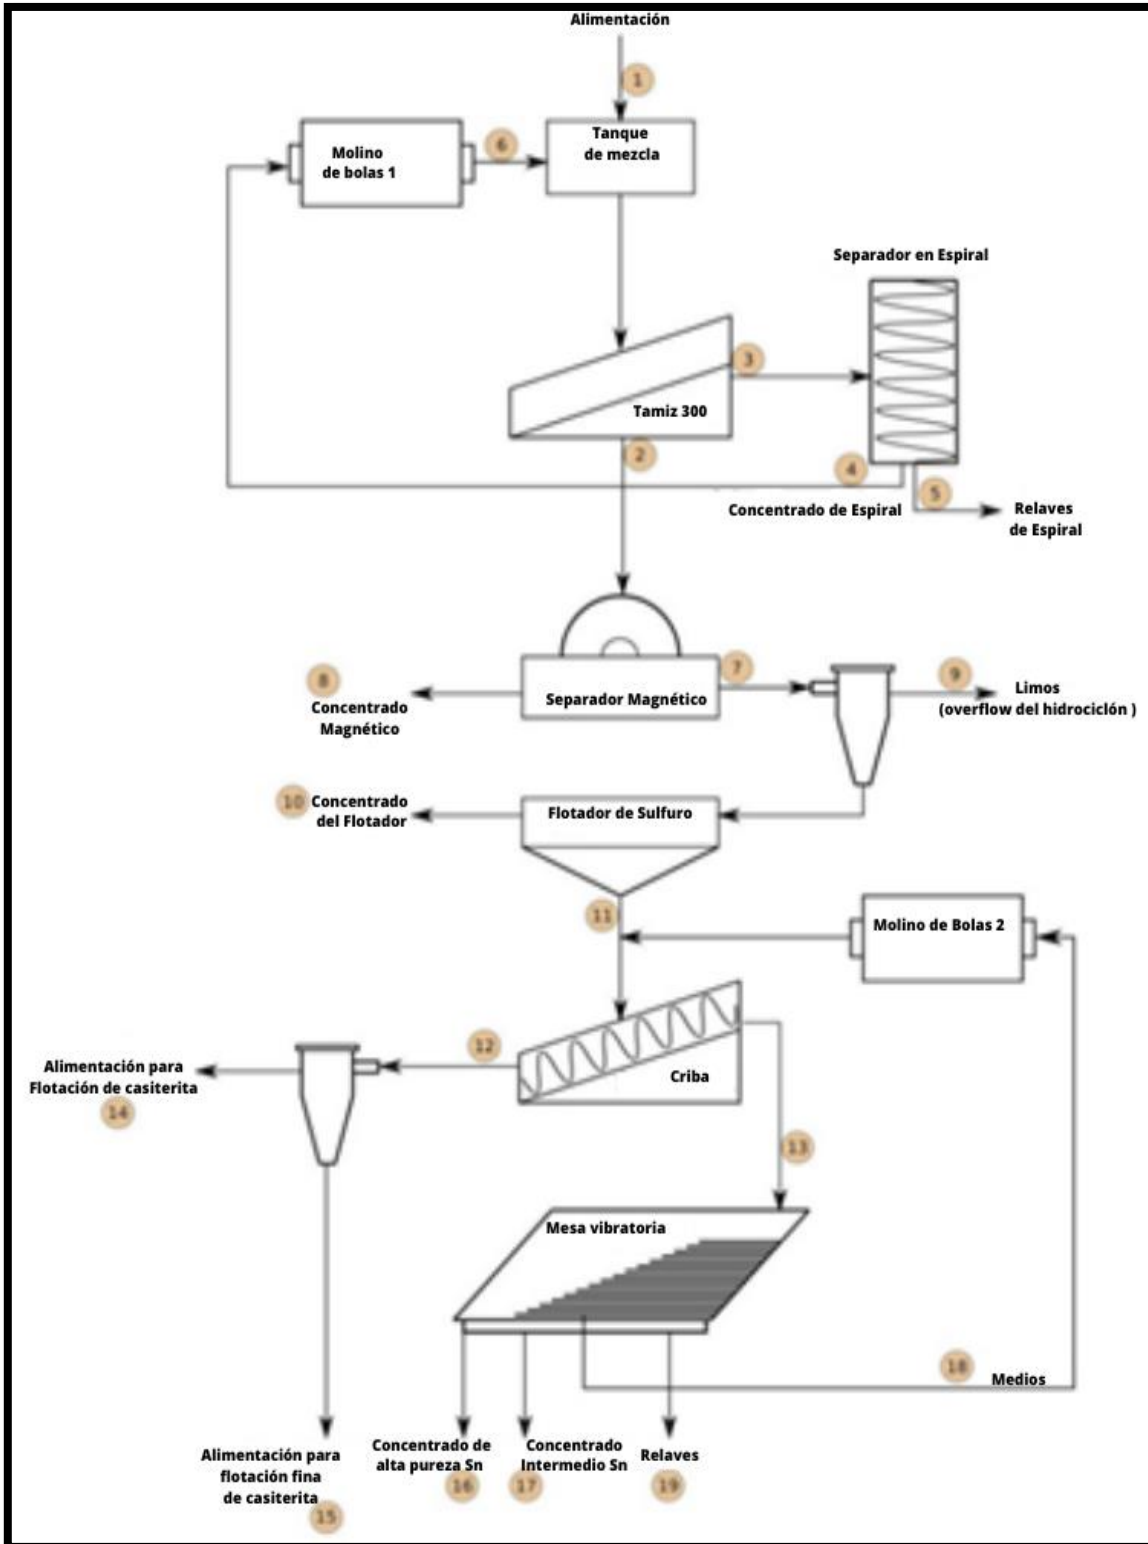 Alimentación
1
Molino
de bolas 1
6
Tanque
de mezcla
Separador en Espiral
3
Tamiz 300
2
4
Concentrado de Espiral
5
Relaves
de Espiral
8
Concentrado
Magnético
Separador Magnético
7
9
Limos
(overflow del hidrociclón )
10
Concentrado
del Flotador
Flotador de Sulfuro
11
Molino de Bolas 2
12
Criba
Alimentación para
Flotación de casiterita
14
13
Mesa vibratoria
18
Medios
Alimentación para
flotación fina
de casiterita
15
Concentrado de
alta pureza Sn
16
Concentrado
Intermedio Sn
17
Relaves
19